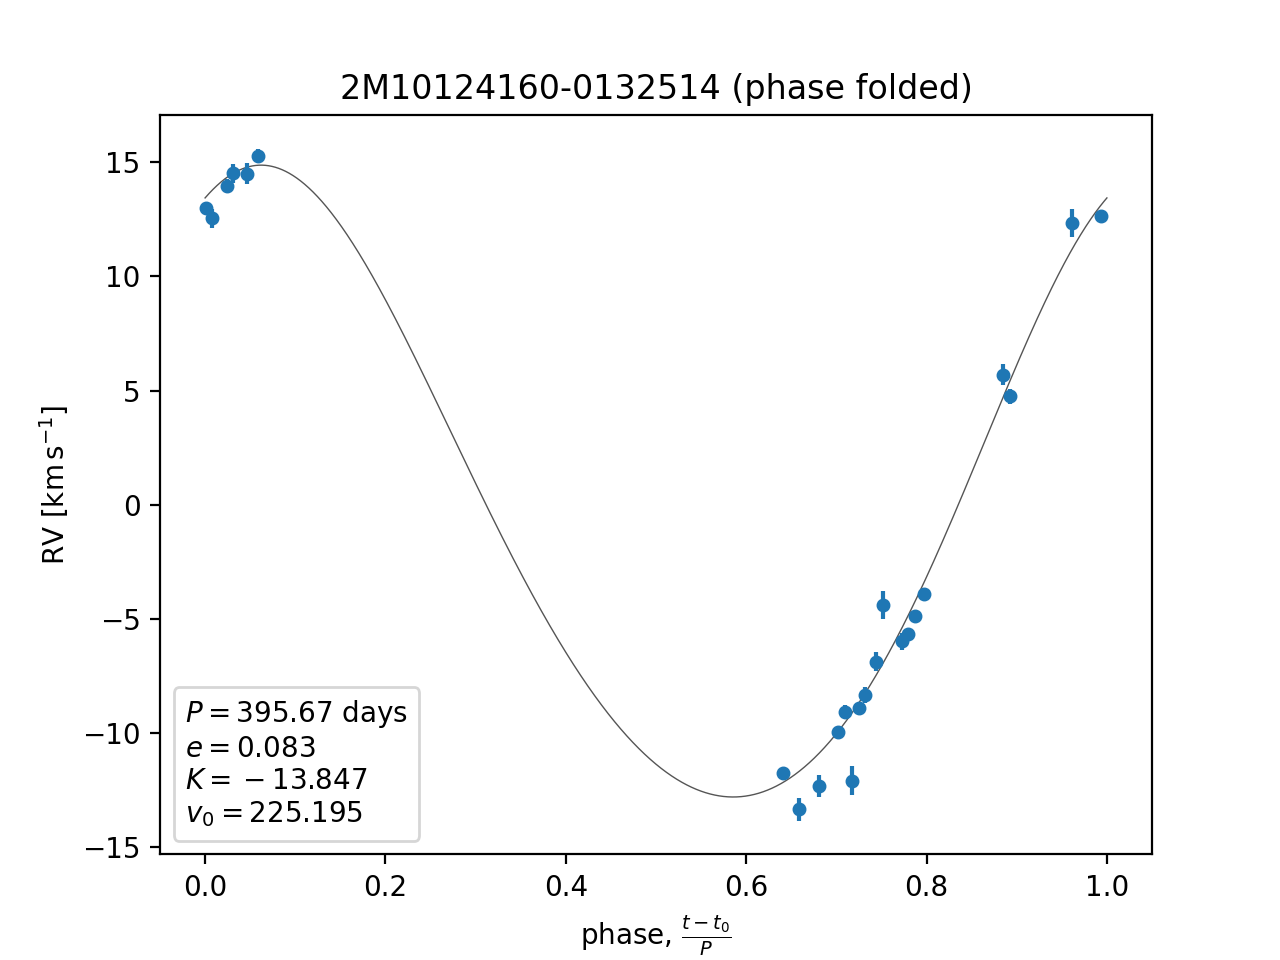 2M10124160-0132514 (phase folded)
15
10
5
0
−5
−10
−15
RV [km s⁻¹]
P = 395.67 days
e = 0.083
K = −13.847
v₀ = 225.195
0.0 0.2 0.4 0.6 0.8 1.0
phase, (t − t₀)/P